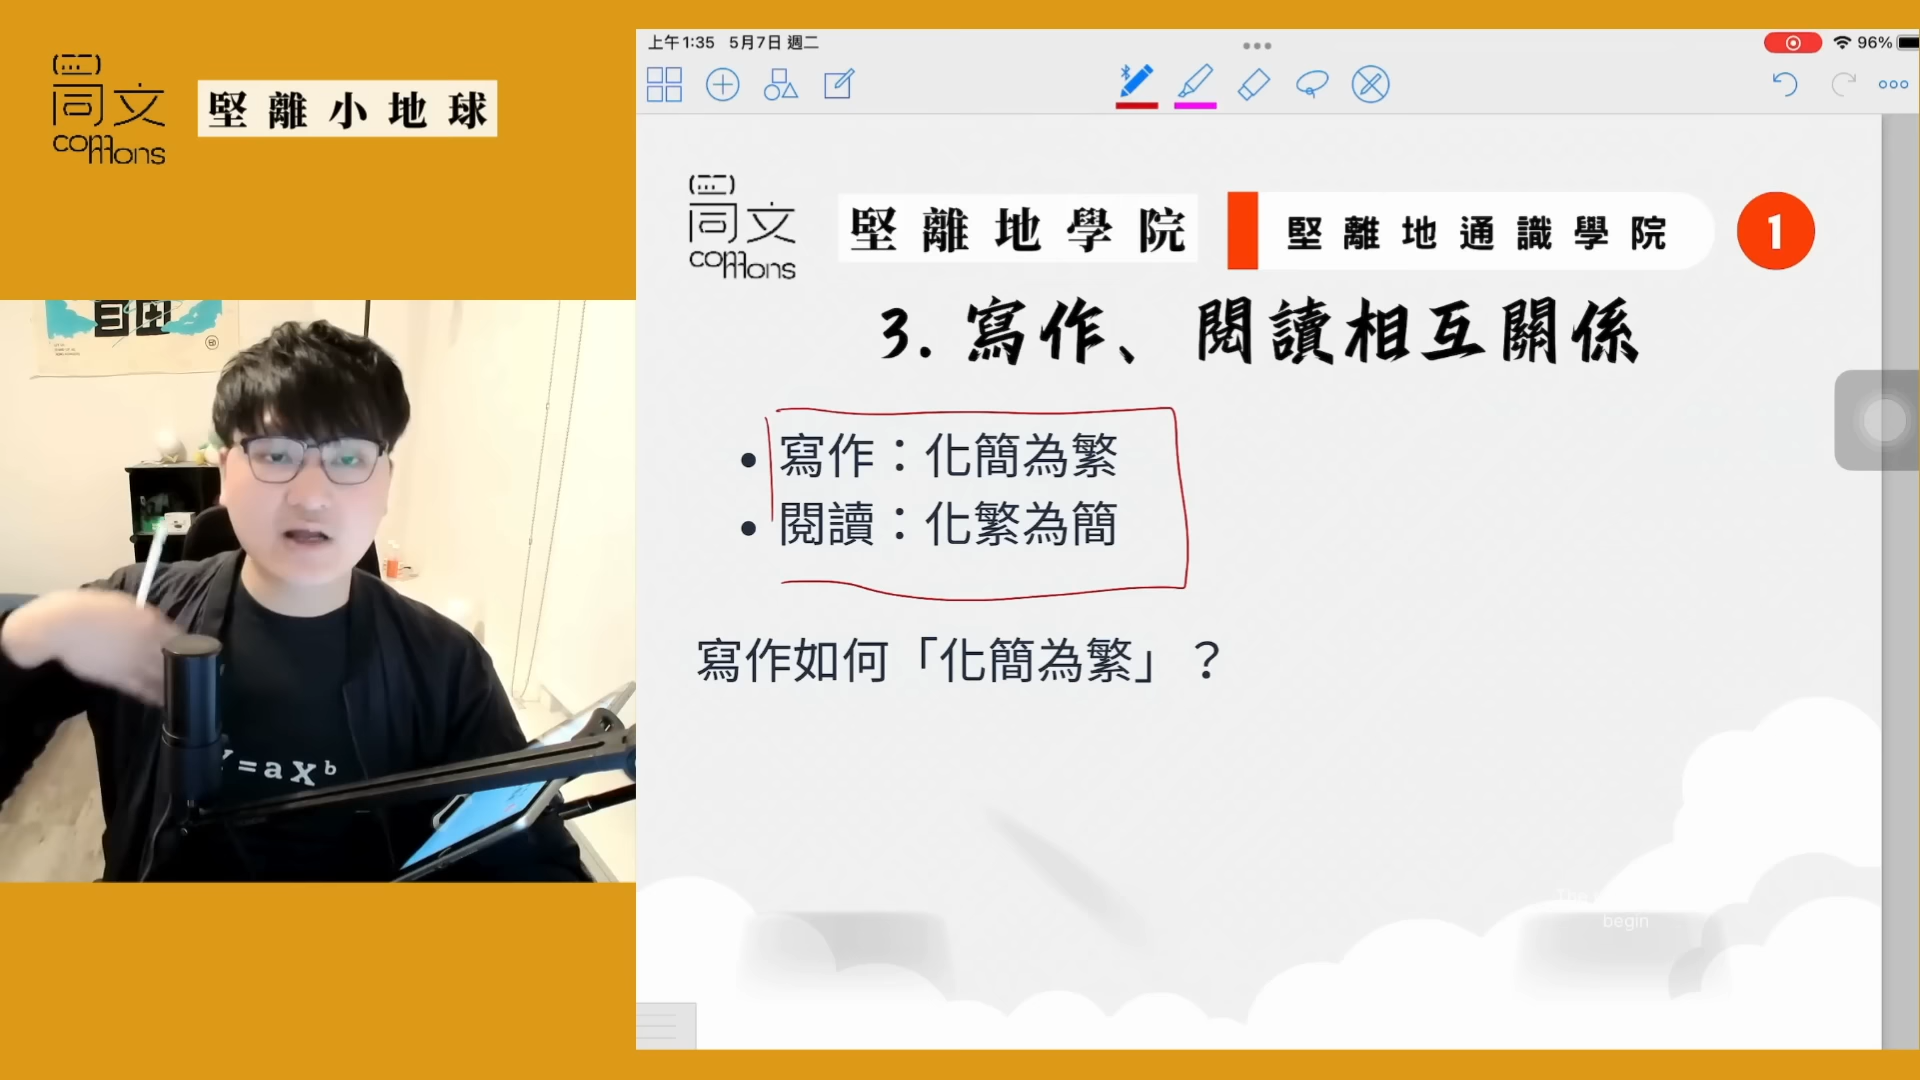 同文
commons
堅離小地球
Y=aXᵇ
上午1:35 5月7日 週二
96%
同文
commons
堅離地學院
堅離地通識學院
1
3. 寫作、閱讀相互關係
• 寫作：化簡為繁
• 閱讀：化繁為簡
寫作如何「化簡為繁」？
begin